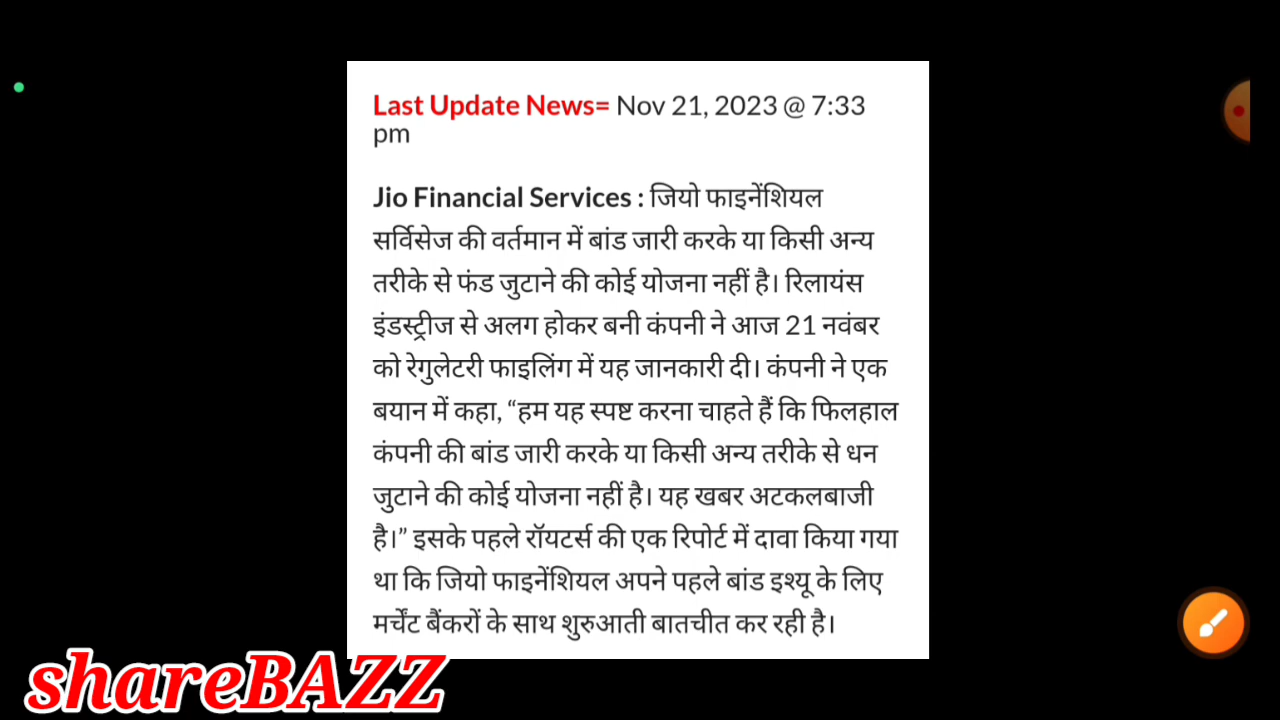 Last Update News= Nov 21, 2023 @ 7:33
pm
Jio Financial Services : जियो फाइनेंशियल
सर्विसेज की वर्तमान में बांड जारी करके या किसी अन्य
तरीके से फंड जुटाने की कोई योजना नहीं है। रिलायंस
इंडस्ट्रीज से अलग होकर बनी कंपनी ने आज 21 नवंबर
को रेगुलेटरी फाइलिंग में यह जानकारी दी। कंपनी ने एक
बयान में कहा, “हम यह स्पष्ट करना चाहते हैं कि फिलहाल
कंपनी की बांड जारी करके या किसी अन्य तरीके से धन
जुटाने की कोई योजना नहीं है। यह खबर अटकलबाजी
है।” इसके पहले रॉयटर्स की एक रिपोर्ट में दावा किया गया
था कि जियो फाइनेंशियल अपने पहले बांड इश्यू के लिए
मर्चेंट बैंकरों के साथ शुरुआती बातचीत कर रही है।
shareBAZZ